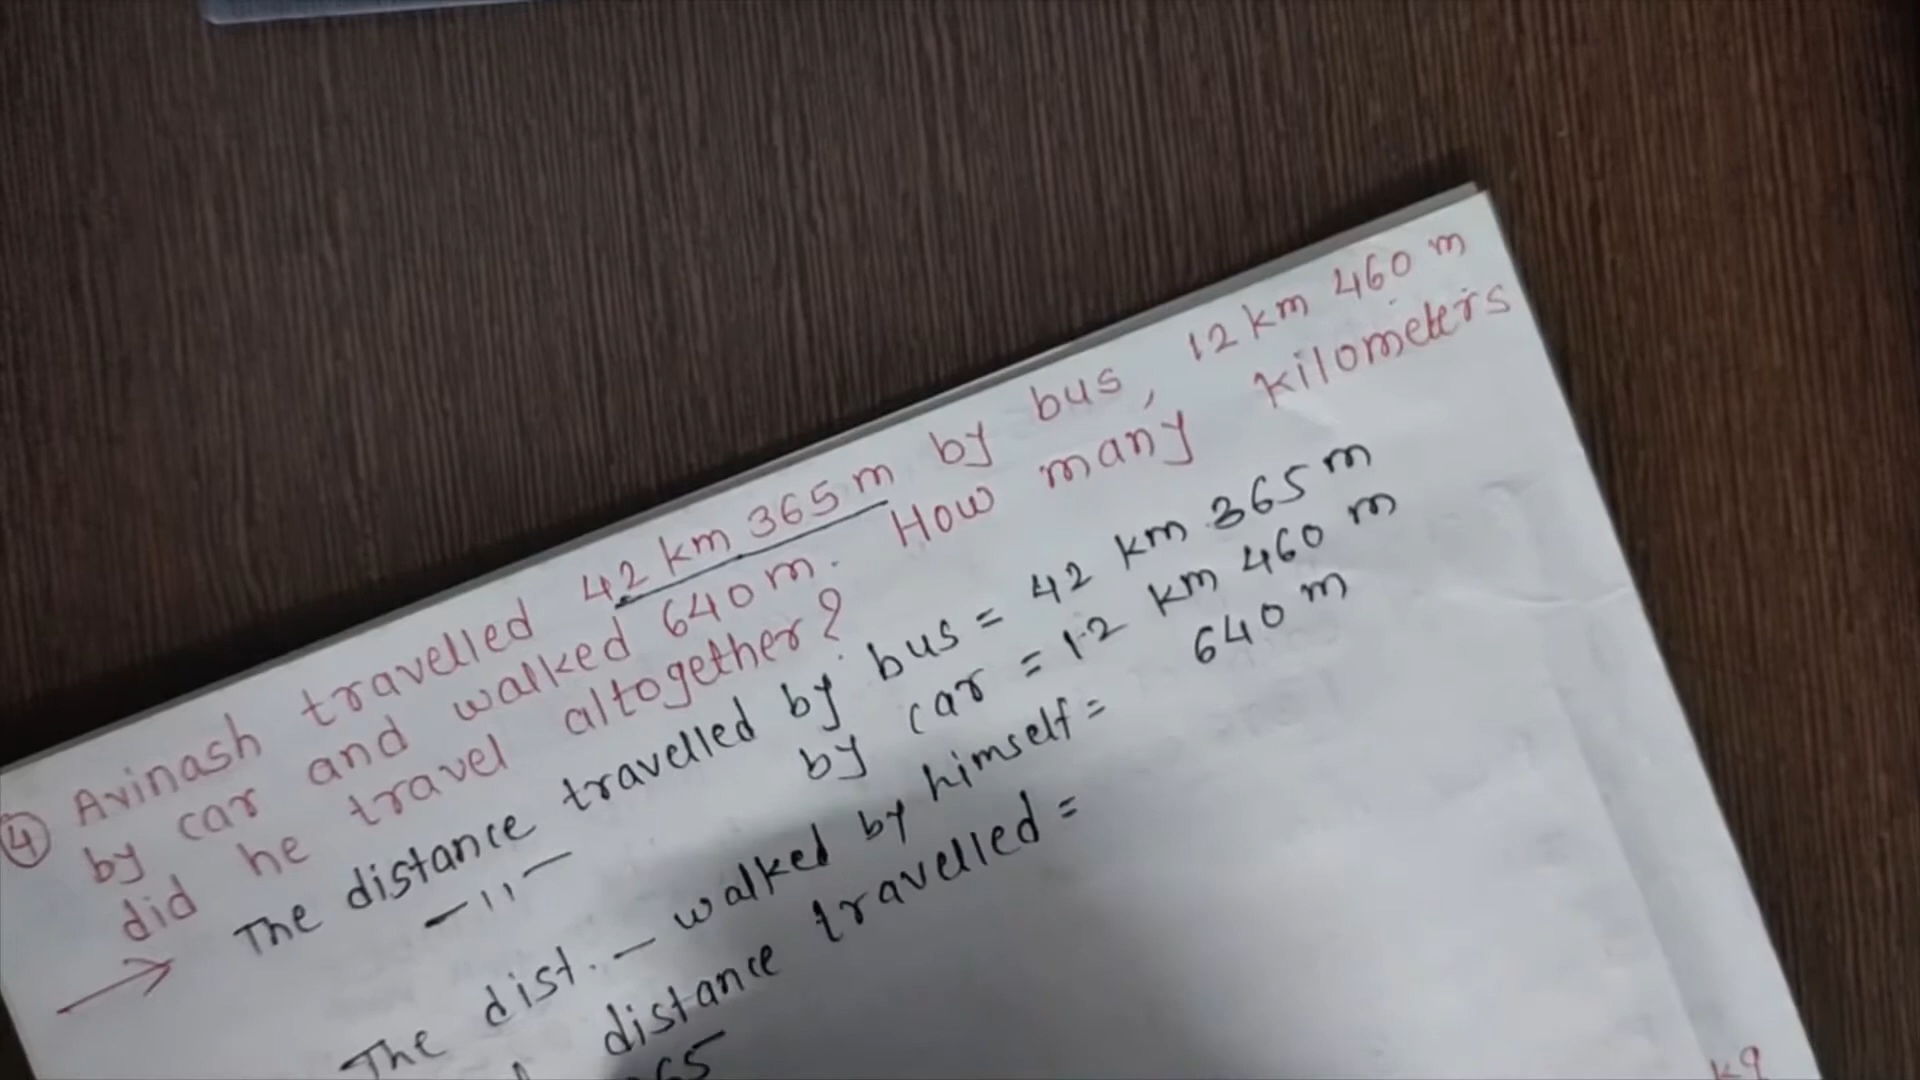 ④ Avinash travelled 42 km 365 m by bus, 12 km 460 m
by car and walked 640 m. How many kilometers
did he travel altogether?
The distance travelled by bus = 42 km 365 m
—11— by car = 12 km 460 m
The dist. — walked by himself = 640 m
distance travelled =
365